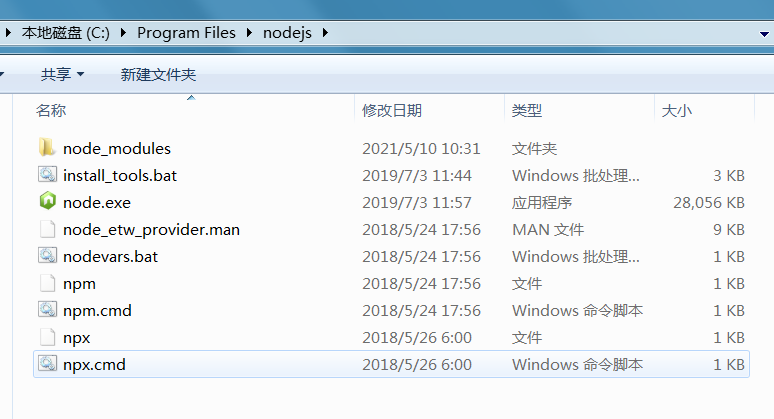 本地磁盘 (C:) Program Files nodejs
共享 新建文件夹
名称 修改日期 类型 大小
node_modules 2021/5/10 10:31 文件夹
install_tools.bat 2019/7/3 11:44 Windows 批处理... 3 KB
node.exe 2019/7/3 11:57 应用程序 28,056 KB
node_etw_provider.man 2018/5/24 17:56 MAN 文件 9 KB
nodevars.bat 2018/5/24 17:56 Windows 批处理... 1 KB
npm 2018/5/24 17:56 文件 1 KB
npm.cmd 2018/5/24 17:56 Windows 命令脚本 1 KB
npx 2018/5/26 6:00 文件 1 KB
npx.cmd 2018/5/26 6:00 Windows 命令脚本 1 KB